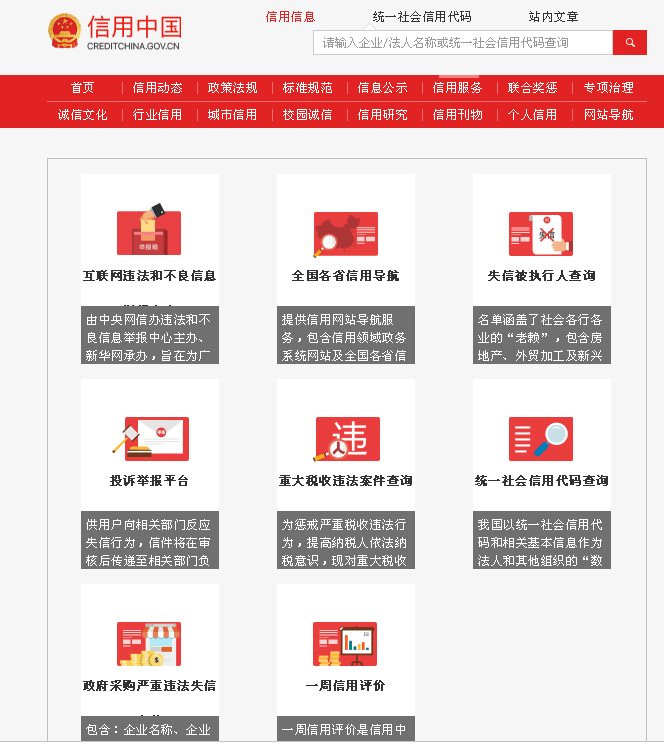 信用信息 统一社会信用代码 站内文章
信用中国
CREDITCHINA.GOV.CN
请输入企业/法人名称或统一社会信用代码查询
首页 信用动态 政策法规 标准规范 信息公示 信用服务 联合奖惩 专项治理
诚信文化 行业信用 城市信用 校园诚信 信用研究 信用刊物 个人信用 网站导航
举报箱
失信
互联网违法和不良信息
全国各省信用导航
失信被执行人查询
由中央网信办违法和不
良信息举报中心主办、
新华网承办，旨在为广
提供信用网站导航服
务，包含信用领域政务
系统网站及全国各省信
名单涵盖了社会各行各
业的“老赖”，包含房
地产、外贸加工及新兴
违
投诉举报平台
重大税收违法案件查询
统一社会信用代码查询
供用户向相关部门反应
失信行为，信件将在审
核后传递至相关部门负
为惩戒严重税收违法行
为，提高纳税人依法纳
税意识，现对重大税收
我国以统一社会信用代
码和相关基本信息作为
法人和其他组织的“数
政府采购严重违法失信
一周信用评价
包含：企业名称、企业
一周信用评价是信用中